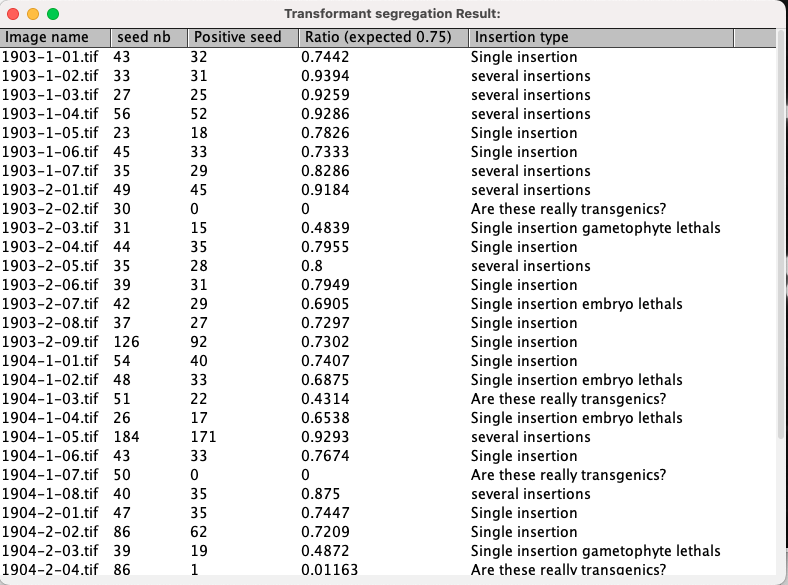 Transformant segregation Result:
Image name seed nb Positive seed Ratio (expected 0.75) Insertion type
1903-1-01.tif 43 32 0.7442 Single insertion
1903-1-02.tif 33 31 0.9394 several insertions
1903-1-03.tif 27 25 0.9259 several insertions
1903-1-04.tif 56 52 0.9286 several insertions
1903-1-05.tif 23 18 0.7826 Single insertion
1903-1-06.tif 45 33 0.7333 Single insertion
1903-1-07.tif 35 29 0.8286 several insertions
1903-2-01.tif 49 45 0.9184 several insertions
1903-2-02.tif 30 0 0 Are these really transgenics?
1903-2-03.tif 31 15 0.4839 Single insertion gametophyte lethals
1903-2-04.tif 44 35 0.7955 Single insertion
1903-2-05.tif 35 28 0.8 several insertions
1903-2-06.tif 39 31 0.7949 Single insertion
1903-2-07.tif 42 29 0.6905 Single insertion embryo lethals
1903-2-08.tif 37 27 0.7297 Single insertion
1903-2-09.tif 126 92 0.7302 Single insertion
1904-1-01.tif 54 40 0.7407 Single insertion
1904-1-02.tif 48 33 0.6875 Single insertion embryo lethals
1904-1-03.tif 51 22 0.4314 Are these really transgenics?
1904-1-04.tif 26 17 0.6538 Single insertion embryo lethals
1904-1-05.tif 184 171 0.9293 several insertions
1904-1-06.tif 43 33 0.7674 Single insertion
1904-1-07.tif 50 0 0 Are these really transgenics?
1904-1-08.tif 40 35 0.875 several insertions
1904-2-01.tif 47 35 0.7447 Single insertion
1904-2-02.tif 86 62 0.7209 Single insertion
1904-2-03.tif 39 19 0.4872 Single insertion gametophyte lethals
1904-2-04.tif 86 1 0.01163 Are these really transgenics?